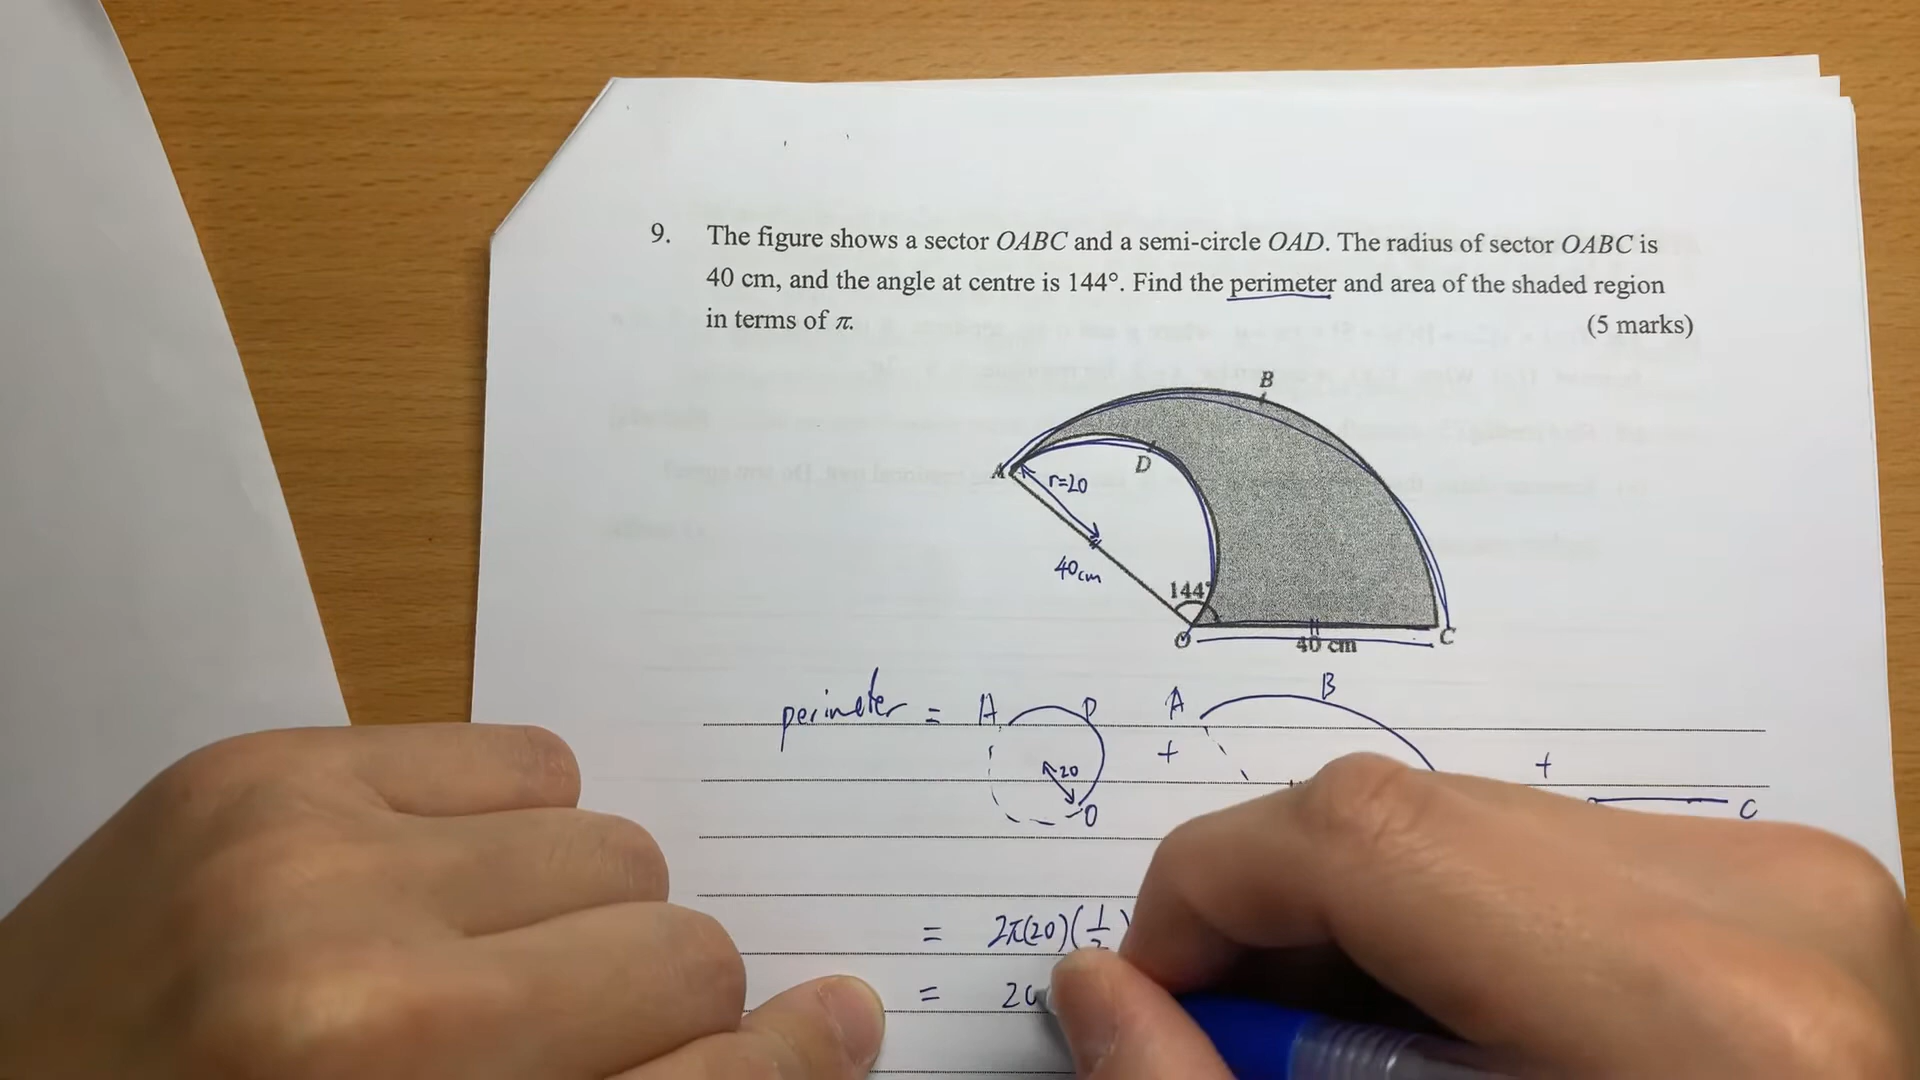 9. The figure shows a sector OABC and a semi-circle OAD. The radius of sector OABC is
40 cm, and the angle at centre is 144°. Find the perimeter and area of the shaded region
in terms of π. (5 marks)
B
A
D
r=20
40cm
144°
O
40 cm
C
perimeter = A D A B
+ +
20
O C
= 2π(20)(1/2)
= 20